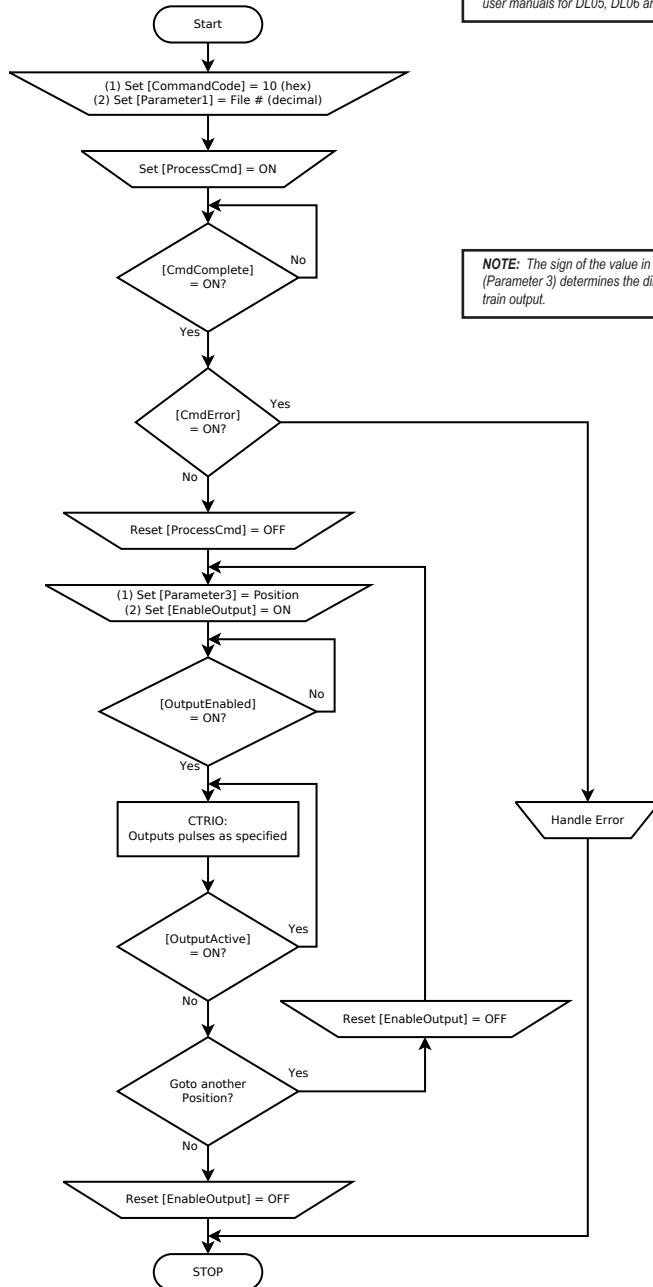 user manuals for DL05, DL06 an
Start
(1) Set [CommandCode] = 10 (hex)
(2) Set [Parameter1] = File # (decimal)
Set [ProcessCmd] = ON
[CmdComplete]
= ON?
No
Yes
NOTE: The sign of the value in
(Parameter 3) determines the di
train output.
[CmdError]
= ON?
Yes
No
Reset [ProcessCmd] = OFF
(1) Set [Parameter3] = Position
(2) Set [EnableOutput] = ON
[OutputEnabled]
= ON?
No
Yes
CTRIO:
Outputs pulses as specified
Handle Error
[OutputActive]
= ON?
Yes
No
Reset [EnableOutput] = OFF
Goto another
Position?
Yes
No
Reset [EnableOutput] = OFF
STOP